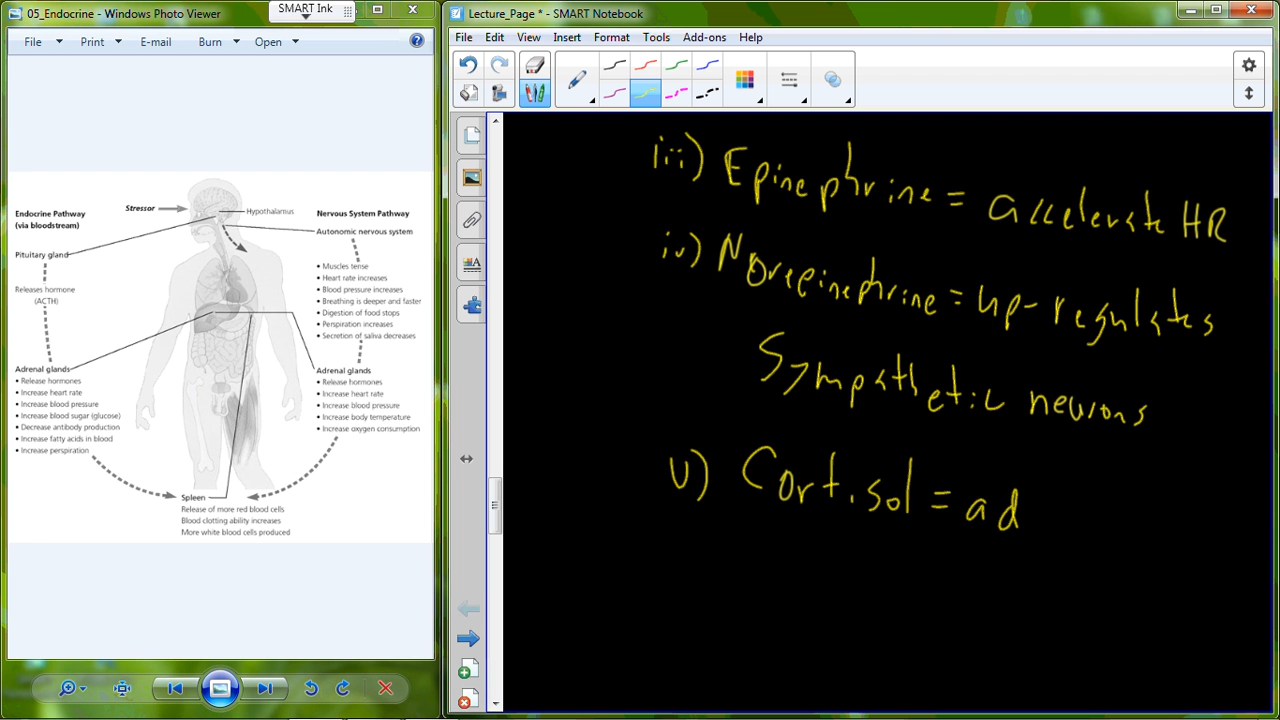 05_Endocrine - Windows Photo Viewer
SMART Ink
File Print E-mail Burn Open
Stressor
Hypothalamus
Endocrine Pathway
(via bloodstream)
Pituitary gland
Releases hormone
(ACTH)
Adrenal glands
• Release hormones
• Increase heart rate
• Increase blood pressure
• Increase blood sugar (glucose)
• Decrease antibody production
• Increase fatty acids in blood
• Increase perspiration
Nervous System Pathway
Autonomic nervous system
• Muscles tense
• Heart rate increases
• Blood pressure increases
• Breathing is deeper and faster
• Digestion of food stops
• Perspiration increases
• Secretion of saliva decreases
Adrenal glands
• Release hormones
• Increase heart rate
• Increase blood pressure
• Increase body temperature
• Increase oxygen consumption
Spleen
Release of more red blood cells
Blood clotting ability increases
More white blood cells produced
Lecture_Page * - SMART Notebook
File Edit View Insert Format Tools Add-ons Help
iii) Epinephrine = accelerate HR
iv) Norepinephrine = up-regulates
Sympathetic neurons
v) Cortisol = ad